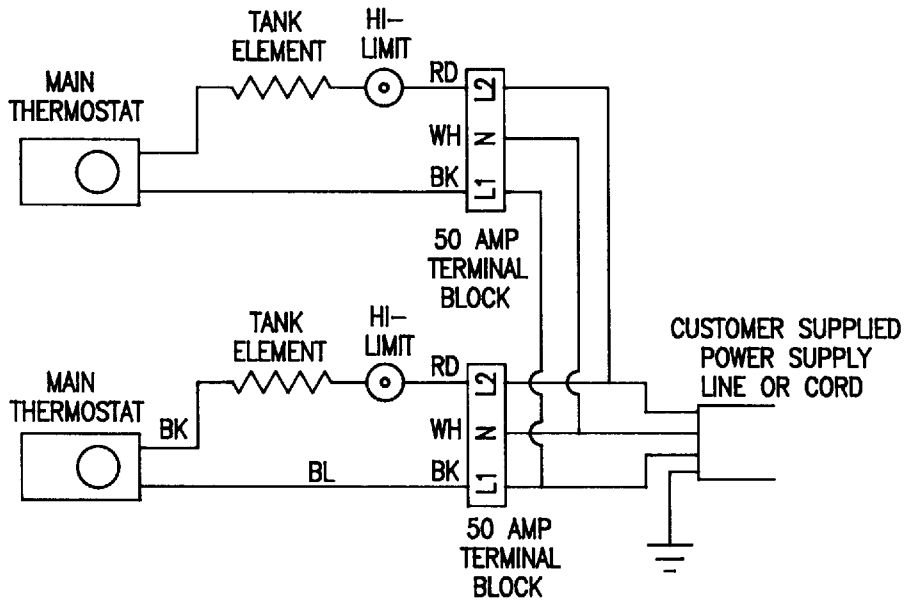 TANK
ELEMENT
HI-
LIMIT
MAIN
THERMOSTAT
RD
L2
WH
N
BK
L1
50 AMP
TERMINAL
BLOCK
TANK
ELEMENT
HI-
LIMIT
CUSTOMER SUPPLIED
POWER SUPPLY
LINE OR CORD
MAIN
THERMOSTAT
RD
L2
BK
WH
N
BL
BK
L1
50 AMP
TERMINAL
BLOCK